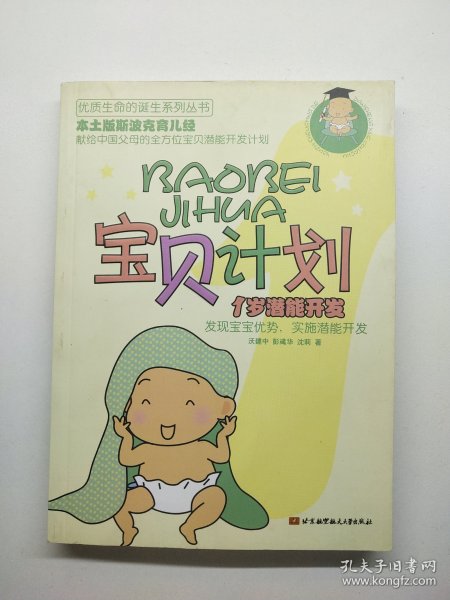 优质生命的诞生系列丛书
本土版斯波克育儿经
献给中国父母的全方位宝贝潜能开发计划
BAOBEI
JIHUA
宝贝计划
1岁潜能开发
发现宝宝优势，实施潜能开发
沃建中 彭魂华 沈莉 著
北京航空航天大学出版社
孔夫子旧书网
www.kongfz.com